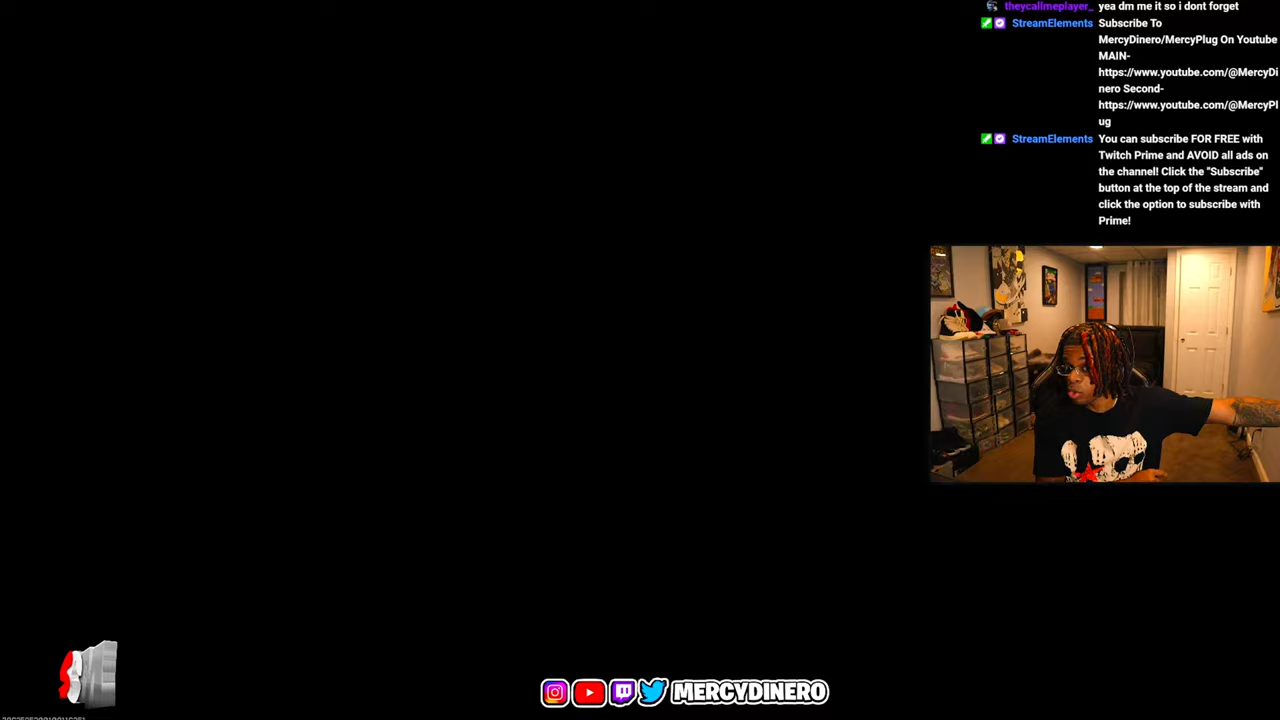 theycallmeplayer_ yea dm me it so i dont forget
StreamElements Subscribe To
MercyDinero/MercyPlug On Youtube
MAIN-
https://www.youtube.com/@MercyDi
nero Second-
https://www.youtube.com/@MercyPl
ug
StreamElements You can subscribe FOR FREE with
Twitch Prime and AVOID all ads on
the channel! Click the "Subscribe"
button at the top of the stream and
click the option to subscribe with
Prime!
MERCYDINERO